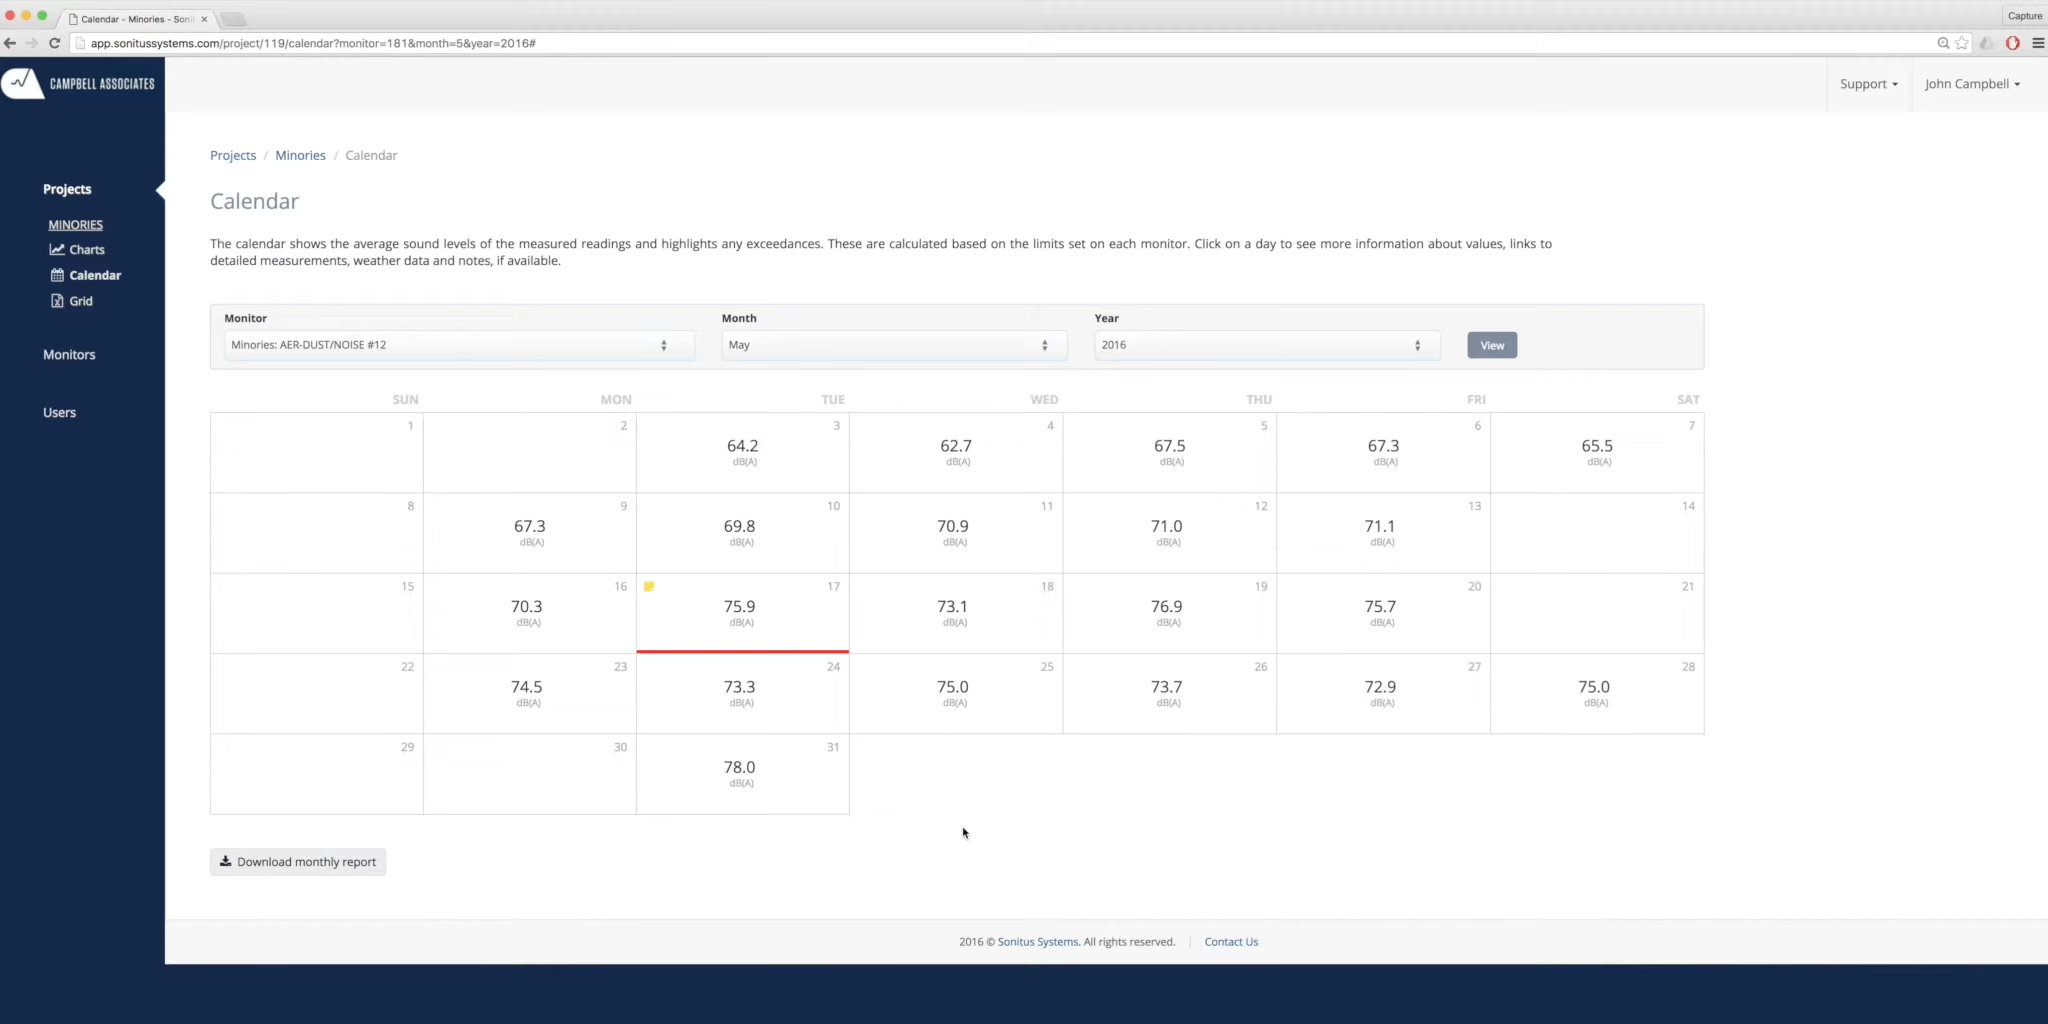 Calendar - Minories - Soni
Capture
app.sonitussystems.com/project/119/calendar?monitor=181&month=5&year=2016#
CAMPBELL ASSOCIATES
Support
John Campbell
Projects
MINORIES
Charts
Calendar
Grid
Monitors
Users
Projects / Minories / Calendar
Calendar
The calendar shows the average sound levels of the measured readings and highlights any exceedances. These are calculated based on the limits set on each monitor. Click on a day to see more information about values, links to
detailed measurements, weather data and notes, if available.
Monitor Month Year
Minories: AER-DUST/NOISE #12 May 2016 View
SUN MON TUE WED THU FRI SAT
1 2 3 4 5 6 7
64.2 62.7 67.5 67.3 65.5
dB(A) dB(A) dB(A) dB(A) dB(A)
8 9 10 11 12 13 14
67.3 69.8 70.9 71.0 71.1
dB(A) dB(A) dB(A) dB(A) dB(A)
15 16 17 18 19 20 21
70.3 75.9 73.1 76.9 75.7
dB(A) dB(A) dB(A) dB(A) dB(A)
22 23 24 25 26 27 28
74.5 73.3 75.0 73.7 72.9 75.0
dB(A) dB(A) dB(A) dB(A) dB(A) dB(A)
29 30 31
78.0
dB(A)
Download monthly report
2016 © Sonitus Systems. All rights reserved. | Contact Us